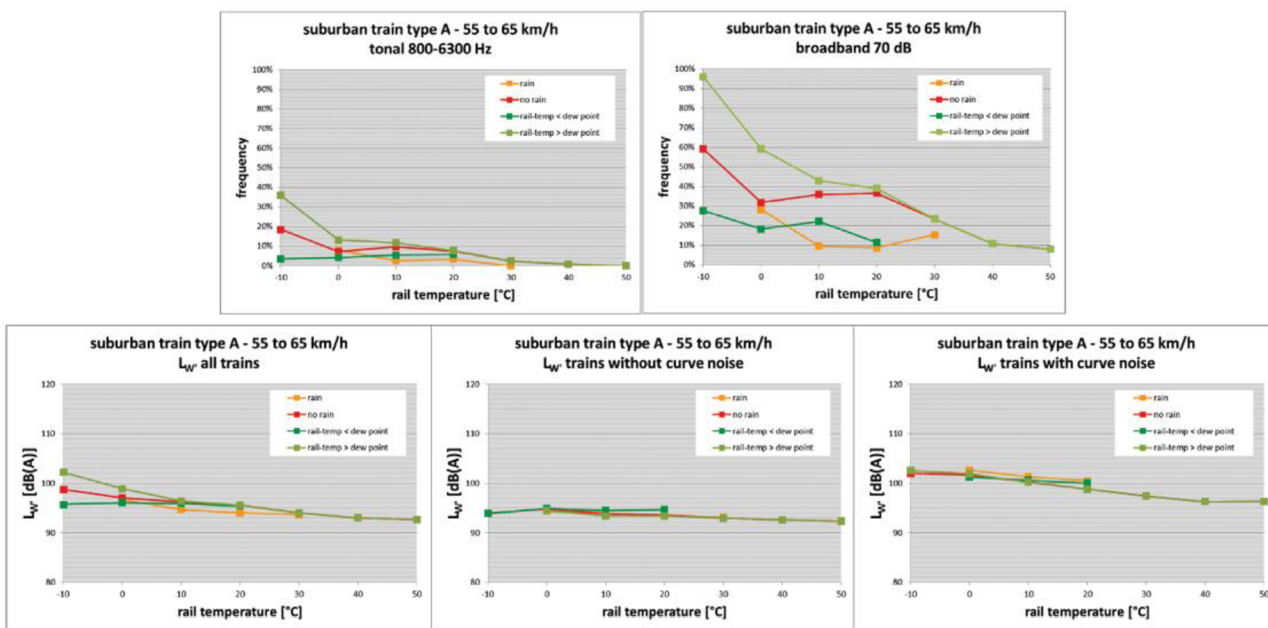 suburban train type A - 55 to 65 km/h
tonal 800-6300 Hz
frequency
100%
90%
80%
70%
60%
50%
40%
30%
20%
10%
0%
rain
no rain
rail-temp < dew point
rail-temp > dew point
-10 0 10 20 30 40 50
rail temperature [°C]
suburban train type A - 55 to 65 km/h
broadband 70 dB
frequency
100%
90%
80%
70%
60%
50%
40%
30%
20%
10%
0%
rain
no rain
rail-temp < dew point
rail-temp > dew point
-10 0 10 20 30 40 50
rail temperature [°C]
suburban train type A - 55 to 65 km/h
LW' all trains
LW' [dB(A)]
120
110
100
90
80
rain
no rain
rail-temp < dew point
rail-temp > dew point
-10 0 10 20 30 40 50
rail temperature [°C]
suburban train type A - 55 to 65 km/h
LW' trains without curve noise
LW' [dB(A)]
120
110
100
90
80
rain
no rain
rail-temp < dew point
rail-temp > dew point
-10 0 10 20 30 40 50
rail temperature [°C]
suburban train type A - 55 to 65 km/h
LW' trains with curve noise
LW' [dB(A)]
120
110
100
90
80
rain
no rain
rail-temp < dew point
rail-temp > dew point
-10 0 10 20 30 40 50
rail temperature [°C]